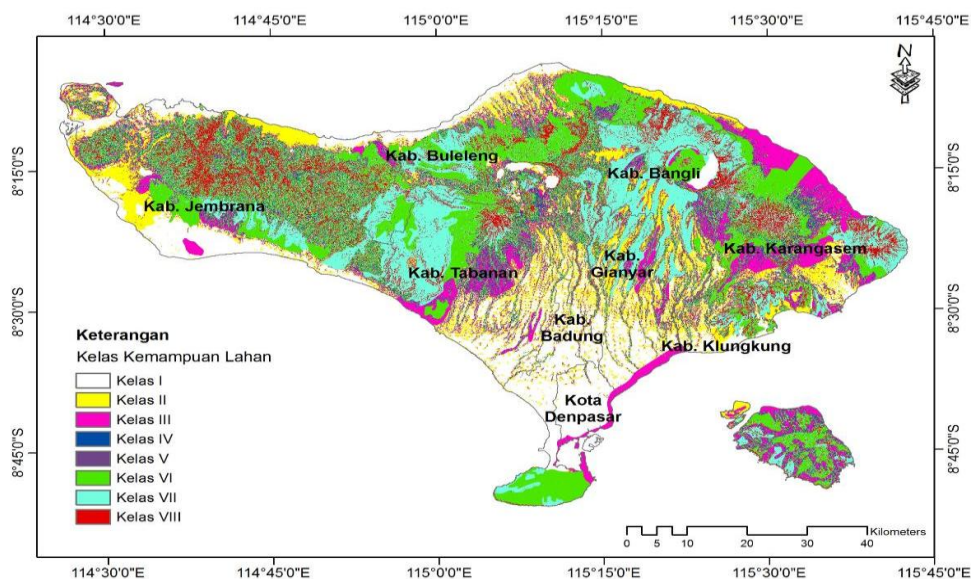 114°30'0"E 114°45'0"E 115°0'0"E 115°15'0"E 115°30'0"E 115°45'0"E
N
8°15'0"S
8°15'0"S
Kab. Buleleng
Kab. Bangli
Kab. Jembrana
Kab. Karangasem
Kab. Tabanan
Kab.
Gianyar
8°30'0"S
8°30'0"S
Kab.
Badung
Kab. Klungkung
Keterangan
Kelas Kemampuan Lahan
Kelas I
Kelas II
Kelas III
Kelas IV
Kelas V
Kelas VI
Kelas VII
Kelas VIII
Kota
Denpasar
8°45'0"S
8°45'0"S
Kilometers
0 5 10 20 30 40
114°30'0"E 114°45'0"E 115°0'0"E 115°15'0"E 115°30'0"E 115°45'0"E